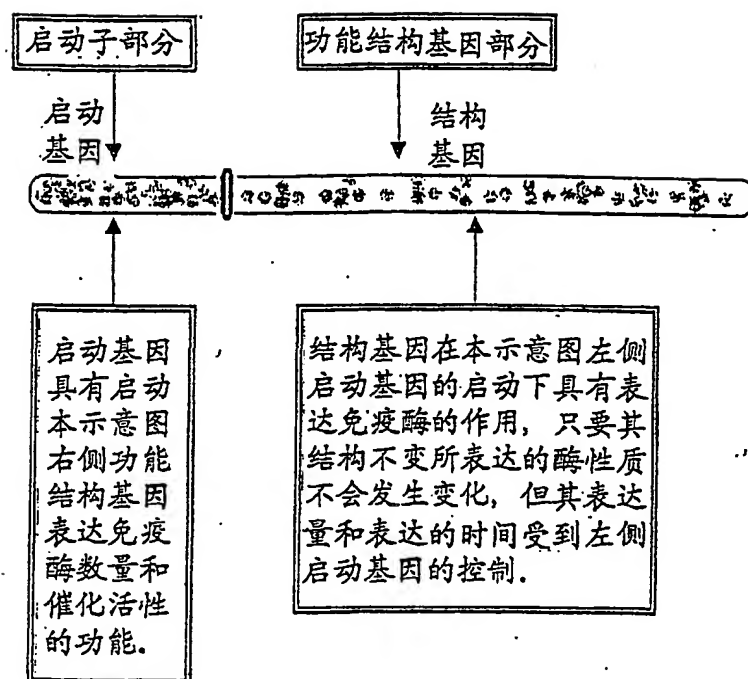 启动子部分
功能结构基因部分
启动
基因
结构
基因
启动基因
具有启动
本示意图
右侧功能
结构基因
表达免疫
酶数量和
催化活性
的功能.
结构基因在本示意图左侧
启动基因的启动下具有表
达免疫酶的作用, 只要其
结构不变所表达的酶性质
不会发生变化, 但其表达
量和表达的时间受到左侧
启动基因的控制.